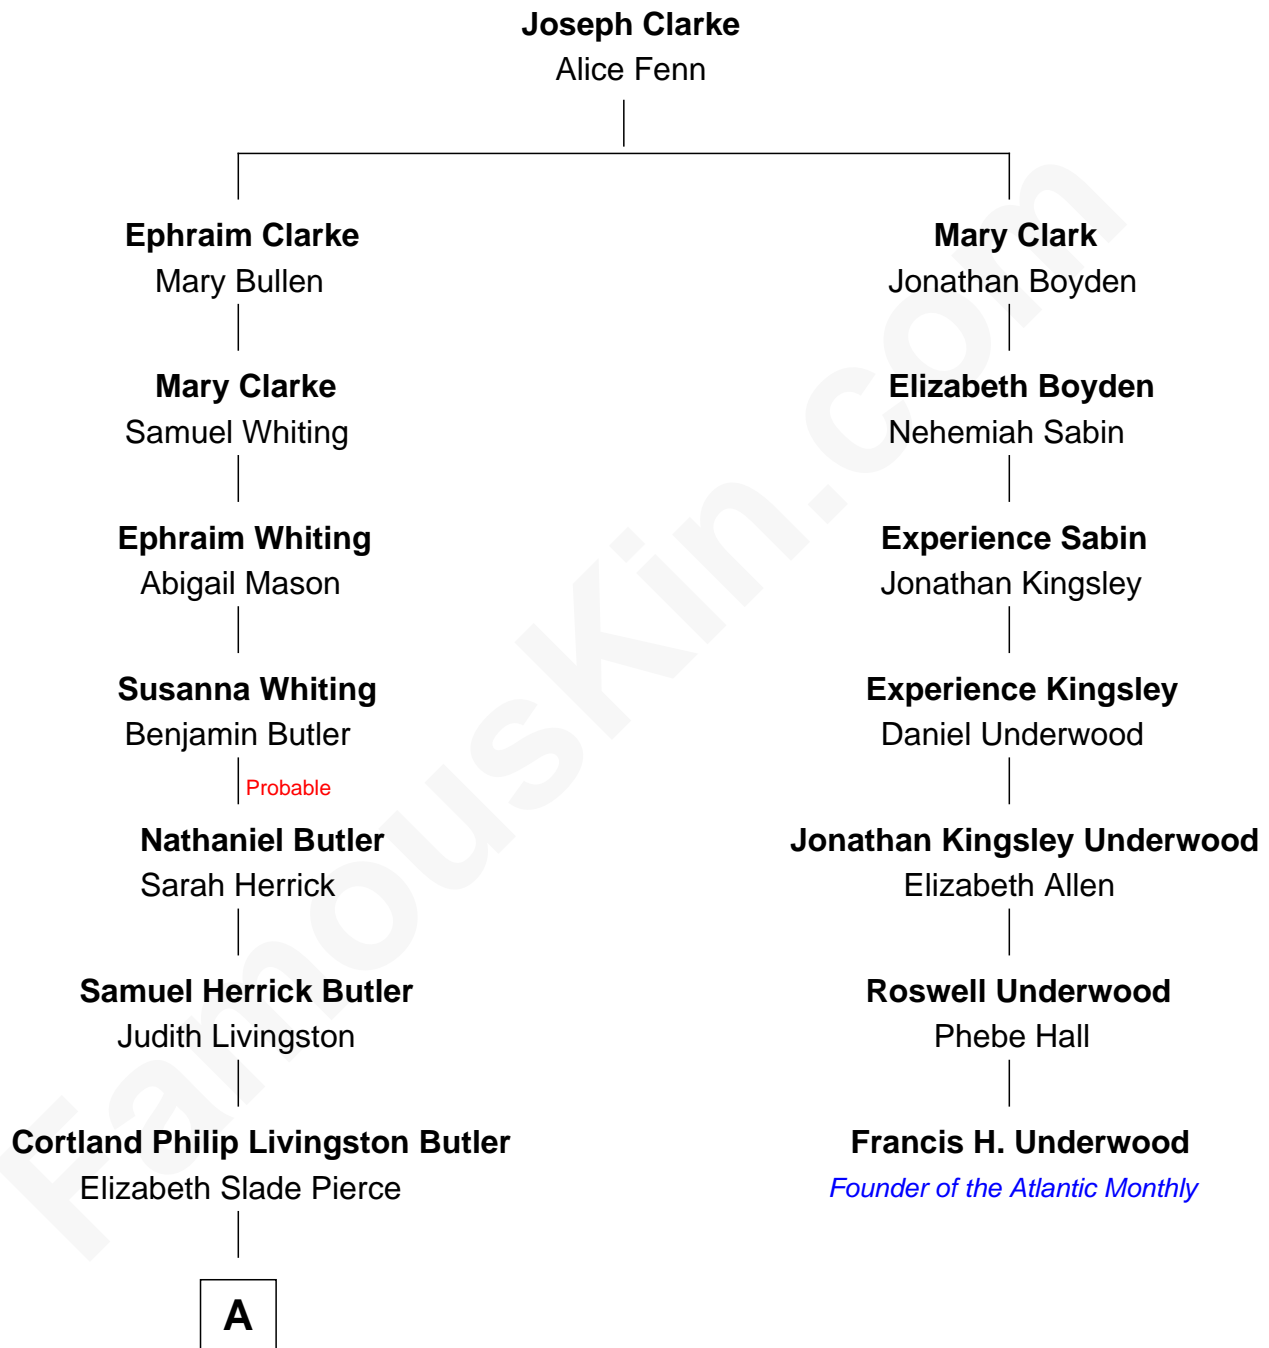 Joseph Clarke
Alice Fenn
Ephraim Clarke
Mary Bullen
Mary Clark
Jonathan Boyden
Mary Clarke
Samuel Whiting
Elizabeth Boyden
Nehemiah Sabin
Ephraim Whiting
Abigail Mason
Experience Sabin
Jonathan Kingsley
Susanna Whiting
Benjamin Butler
Experience Kingsley
Daniel Underwood
Probable
Nathaniel Butler
Sarah Herrick
Jonathan Kingsley Underwood
Elizabeth Allen
Samuel Herrick Butler
Judith Livingston
Roswell Underwood
Phebe Hall
Cortland Philip Livingston Butler
Elizabeth Slade Pierce
Francis H. Underwood
Founder of the Atlantic Monthly
A
FamousKin.com